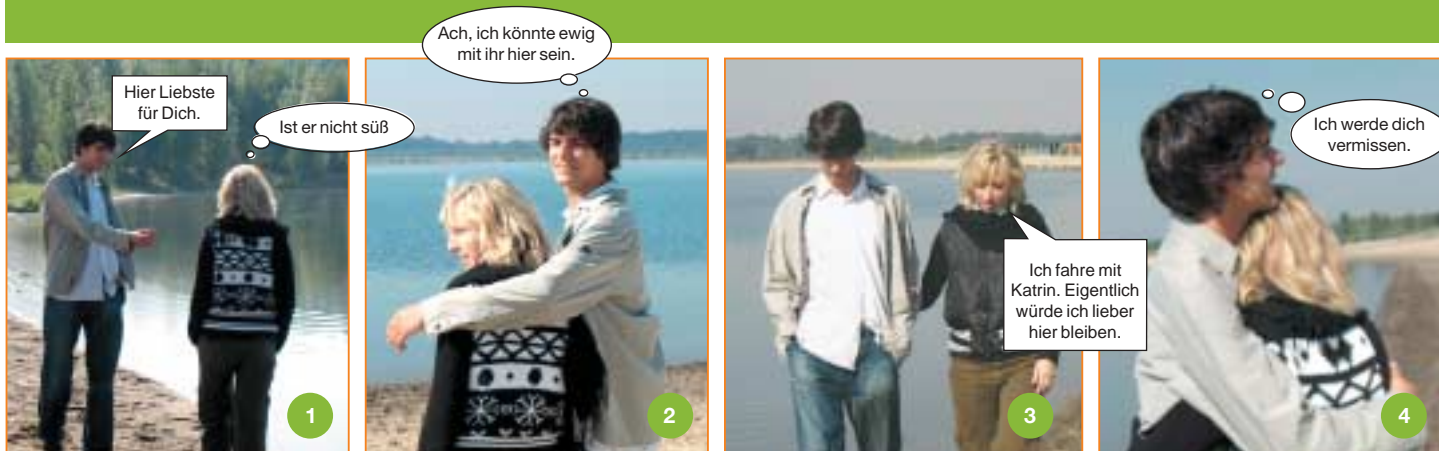 Hier Liebste
für Dich.
Ist er nicht süß
1
Ach, ich könnte ewig
mit ihr hier sein.
2
Ich fahre mit
Katrin. Eigentlich
würde ich lieber
hier bleiben.
3
Ich werde dich
vermissen.
4